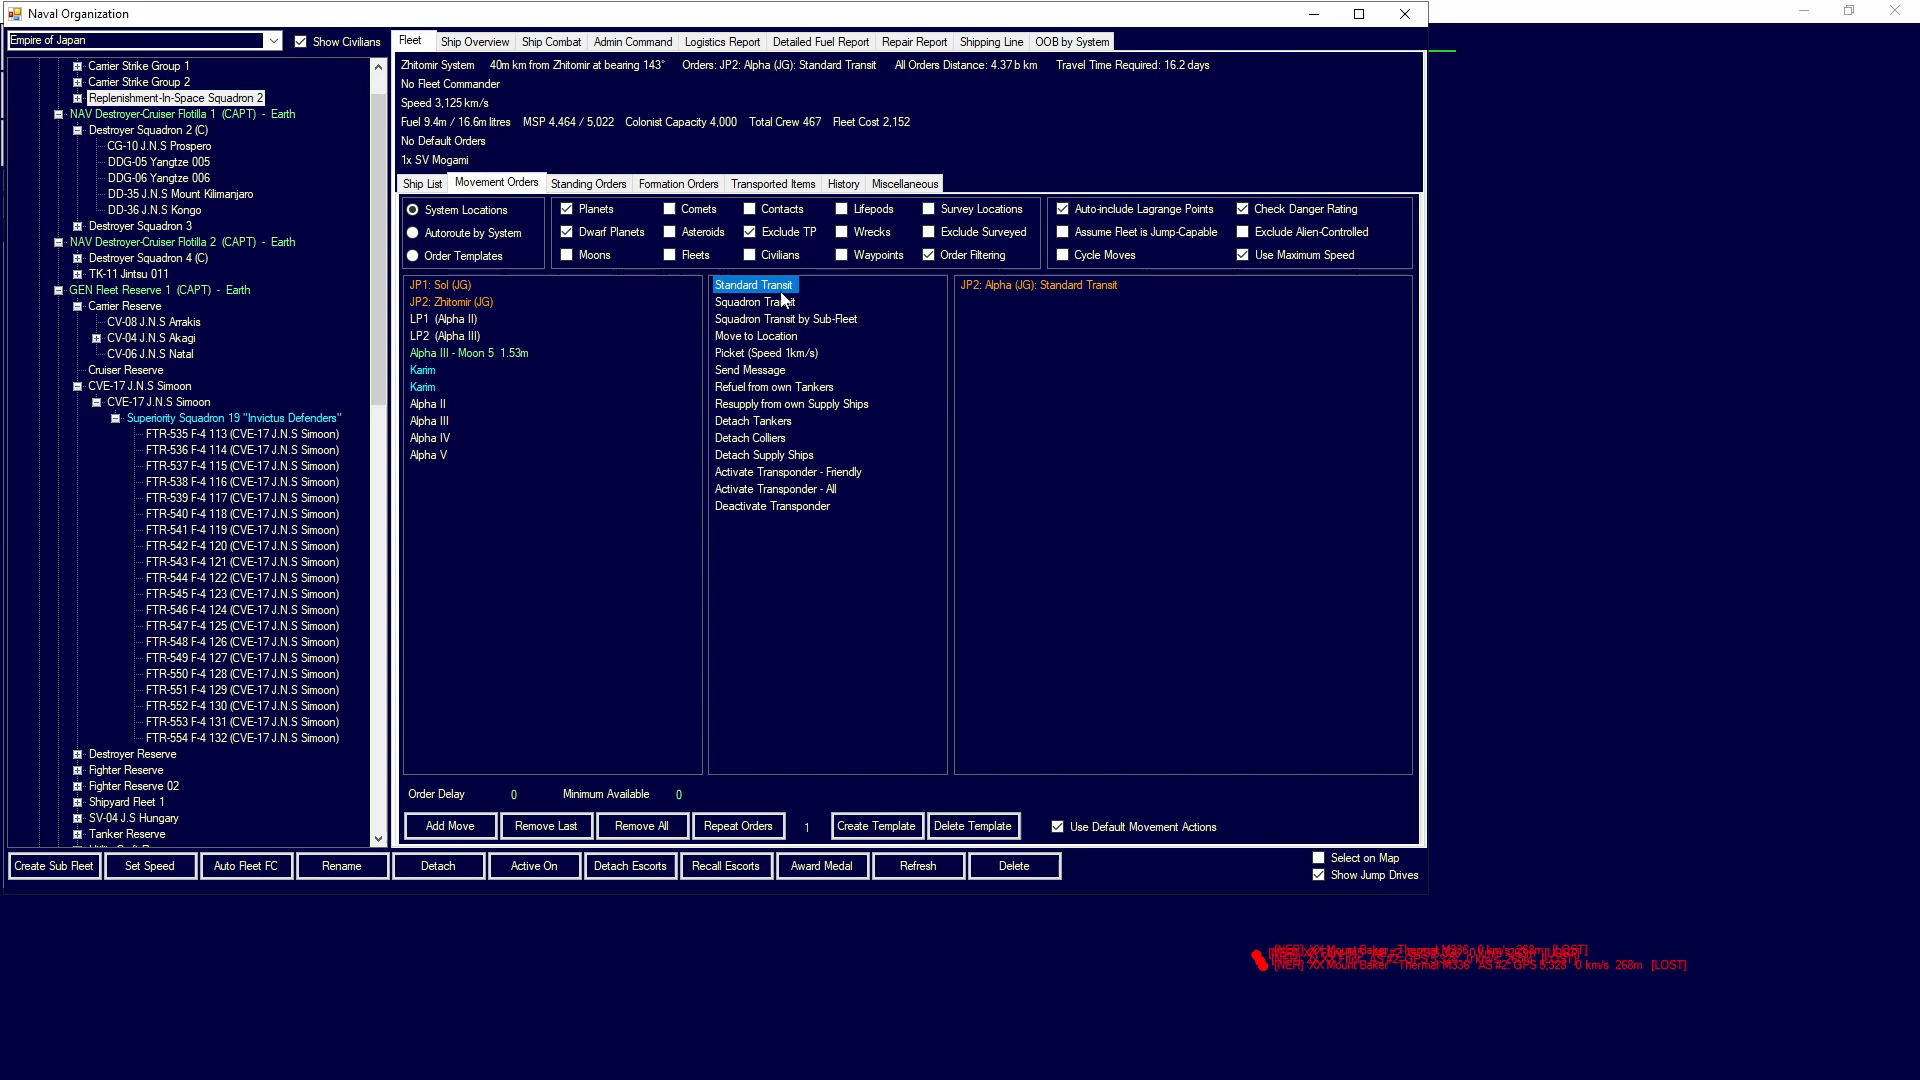 Naval Organization
Empire of Japan
Show Civilians
Carrier Strike Group 1
Carrier Strike Group 2
Replenishment-In-Space Squadron 2
NAV Destroyer-Cruiser Flotilla 1 (CAPT) - Earth
Destroyer Squadron 2 (C)
CG-10 J.N.S Prospero
DDG-05 Yangtze 005
DDG-06 Yangtze 006
DD-35 J.N.S Mount Kilimanjaro
DD-36 J.N.S Kongo
Destroyer Squadron 3
NAV Destroyer-Cruiser Flotilla 2 (CAPT) - Earth
Destroyer Squadron 4 (C)
TK-11 Jintsu 011
GEN Fleet Reserve 1 (CAPT) - Earth
Carrier Reserve
CV-08 J.N.S Arrakis
CV-04 J.N.S Akagi
CV-06 J.N.S Natal
Cruiser Reserve
CVE-17 J.N.S Simoon
CVE-17 J.N.S Simoon
Superiority Squadron 19 "Invictus Defenders"
FTR-535 F-4 113 (CVE-17 J.N.S Simoon)
FTR-536 F-4 114 (CVE-17 J.N.S Simoon)
FTR-537 F-4 115 (CVE-17 J.N.S Simoon)
FTR-538 F-4 116 (CVE-17 J.N.S Simoon)
FTR-539 F-4 117 (CVE-17 J.N.S Simoon)
FTR-540 F-4 118 (CVE-17 J.N.S Simoon)
FTR-541 F-4 119 (CVE-17 J.N.S Simoon)
FTR-542 F-4 120 (CVE-17 J.N.S Simoon)
FTR-543 F-4 121 (CVE-17 J.N.S Simoon)
FTR-544 F-4 122 (CVE-17 J.N.S Simoon)
FTR-545 F-4 123 (CVE-17 J.N.S Simoon)
FTR-546 F-4 124 (CVE-17 J.N.S Simoon)
FTR-547 F-4 125 (CVE-17 J.N.S Simoon)
FTR-548 F-4 126 (CVE-17 J.N.S Simoon)
FTR-549 F-4 127 (CVE-17 J.N.S Simoon)
FTR-550 F-4 128 (CVE-17 J.N.S Simoon)
FTR-551 F-4 129 (CVE-17 J.N.S Simoon)
FTR-552 F-4 130 (CVE-17 J.N.S Simoon)
FTR-553 F-4 131 (CVE-17 J.N.S Simoon)
FTR-554 F-4 132 (CVE-17 J.N.S Simoon)
Destroyer Reserve
Fighter Reserve
Fighter Reserve 02
Shipyard Fleet 1
SV-04 J.S Hungary
Tanker Reserve
Fleet Ship Overview Ship Combat Admin Command Logistics Report Detailed Fuel Report Repair Report Shipping Line OOB by System
Zhitomir System 40m km from Zhitomir at bearing 143° Orders: JP2: Alpha (JG): Standard Transit All Orders Distance: 4.37b km Travel Time Required: 16.2 days
No Fleet Commander
Speed 3,125 km/s
Fuel 9.4m / 16.6m litres MSP 4,464 / 5,022 Colonist Capacity 4,000 Total Crew 467 Fleet Cost 2,152
No Default Orders
1x SV Mogami
Ship List Movement Orders Standing Orders Formation Orders Transported Items History Miscellaneous
System Locations Planets Comets Contacts Lifepods Survey Locations Auto-include Lagrange Points Check Danger Rating
Autoroute by System Dwarf Planets Asteroids Exclude TP Wrecks Exclude Surveyed Assume Fleet is Jump-Capable Exclude Alien-Controlled
Order Templates Moons Fleets Civilians Waypoints Order Filtering Cycle Moves Use Maximum Speed
JP1: Sol (JG)
JP2: Zhitomir (JG)
LP1 (Alpha II)
LP2 (Alpha III)
Alpha III - Moon 5 1.53m
Karim
Karim
Alpha II
Alpha III
Alpha IV
Alpha V
Standard Transit
Squadron Transit
Squadron Transit by Sub-Fleet
Move to Location
Picket (Speed 1km/s)
Send Message
Refuel from own Tankers
Resupply from own Supply Ships
Detach Tankers
Detach Colliers
Detach Supply Ships
Activate Transponder - Friendly
Activate Transponder - All
Deactivate Transponder
JP2: Alpha (JG): Standard Transit
Order Delay 0 Minimum Available 0
Add Move Remove Last Remove All Repeat Orders 1 Create Template Delete Template Use Default Movement Actions
Create Sub Fleet Set Speed Auto Fleet FC Rename Detach Active On Detach Escorts Recall Escorts Award Medal Refresh Delete
Select on Map
Show Jump Drives
[NER] XX Mount Baker Thermal M336 AS #2: GPS 5,328 0 km/s 268m [LOST]